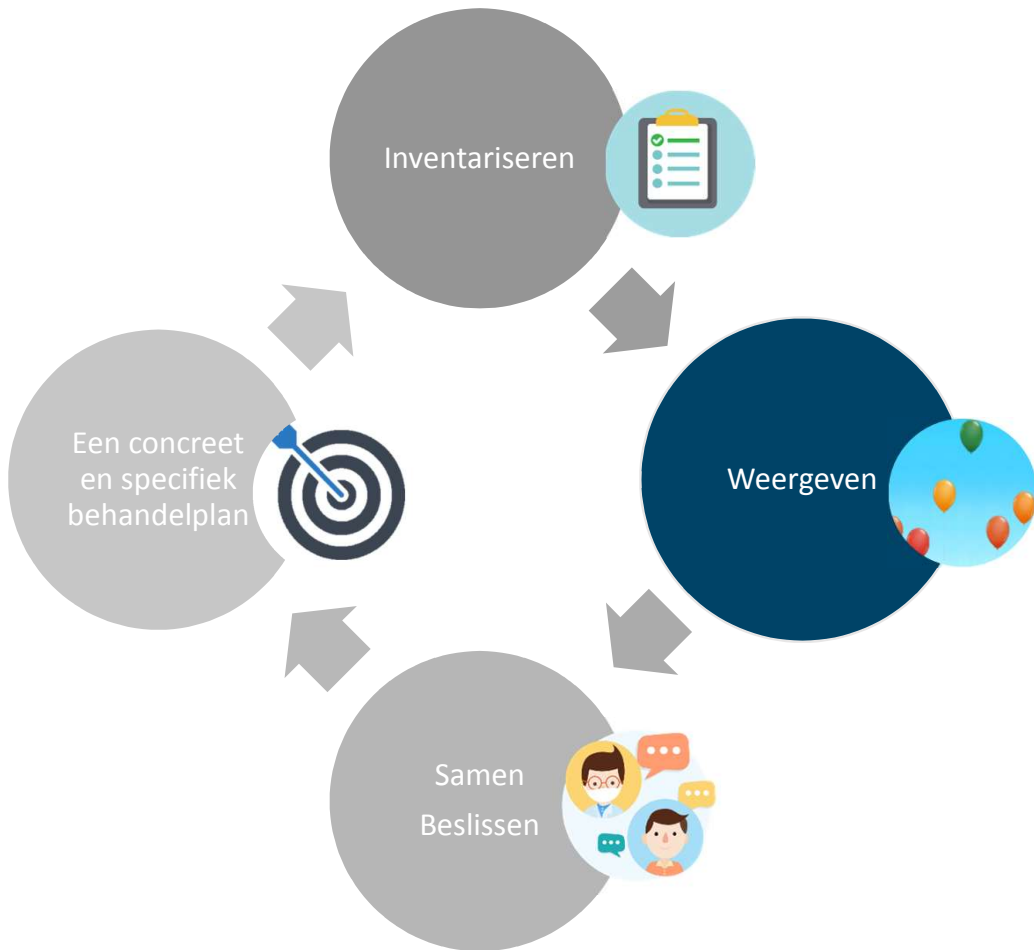 Inventariseren
Weergeven
Samen
Beslissen
Een concreet
en specifiek
behandelplan